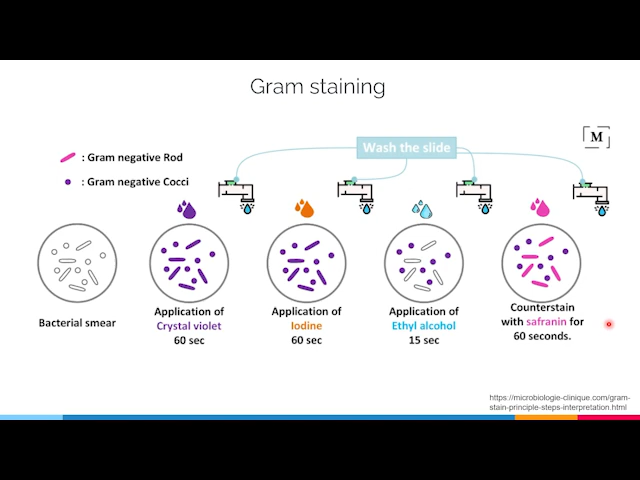 Gram staining
Wash the slide
M
: Gram negative Rod
: Gram negative Cocci
Bacterial smear
Application of
Crystal violet
60 sec
Application of
Iodine
60 sec
Application of
Ethyl alcohol
15 sec
Counterstain
with safranin for
60 seconds.
https://microbiologie-clinique.com/gram-
stain-principle-steps-interpretation.html